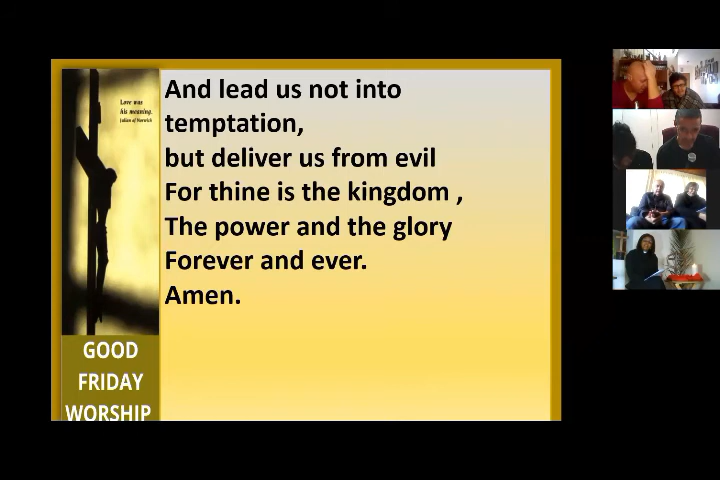 Love was
his meaning.
Julian of Norwich
And lead us not into
temptation,
but deliver us from evil
For thine is the kingdom ,
The power and the glory
Forever and ever.
Amen.
GOOD
FRIDAY
WORSHIP